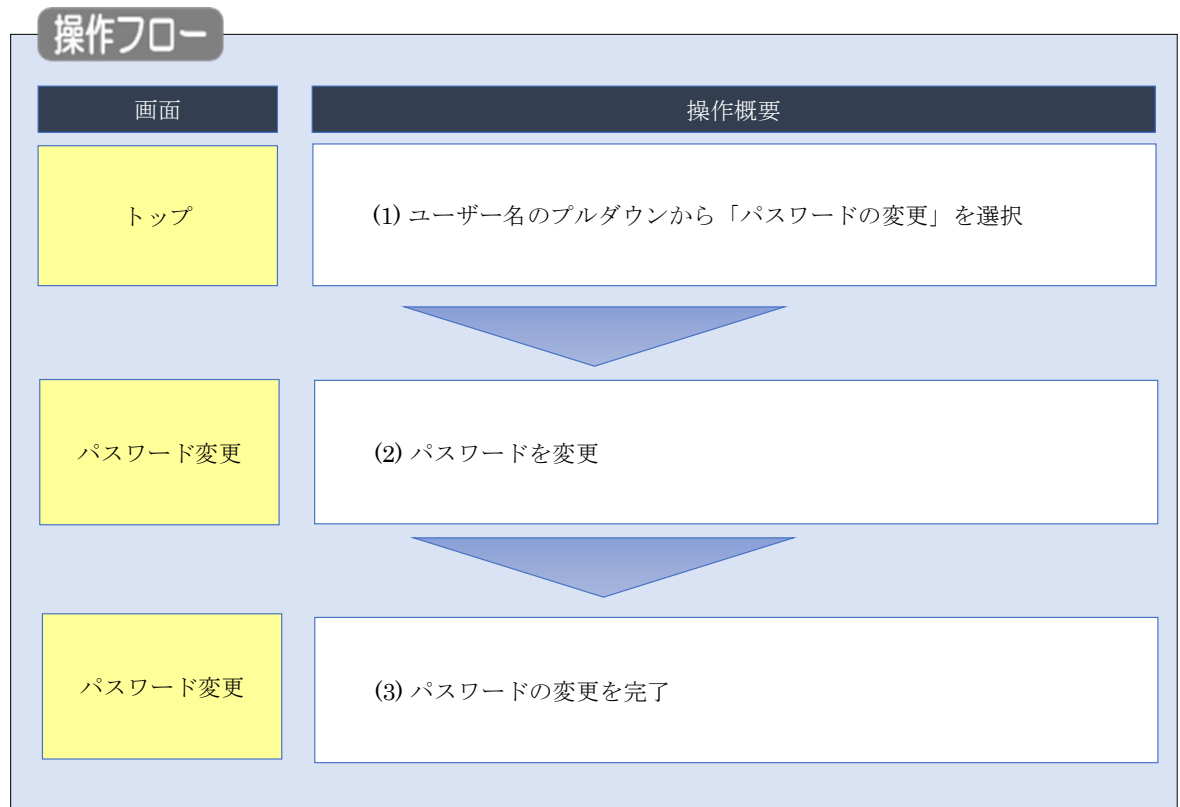 操作フロー
画面
操作概要
トップ
(1) ユーザー名のプルダウンから「パスワードの変更」を選択
パスワード変更
(2) パスワードを変更
パスワード変更
(3) パスワードの変更を完了